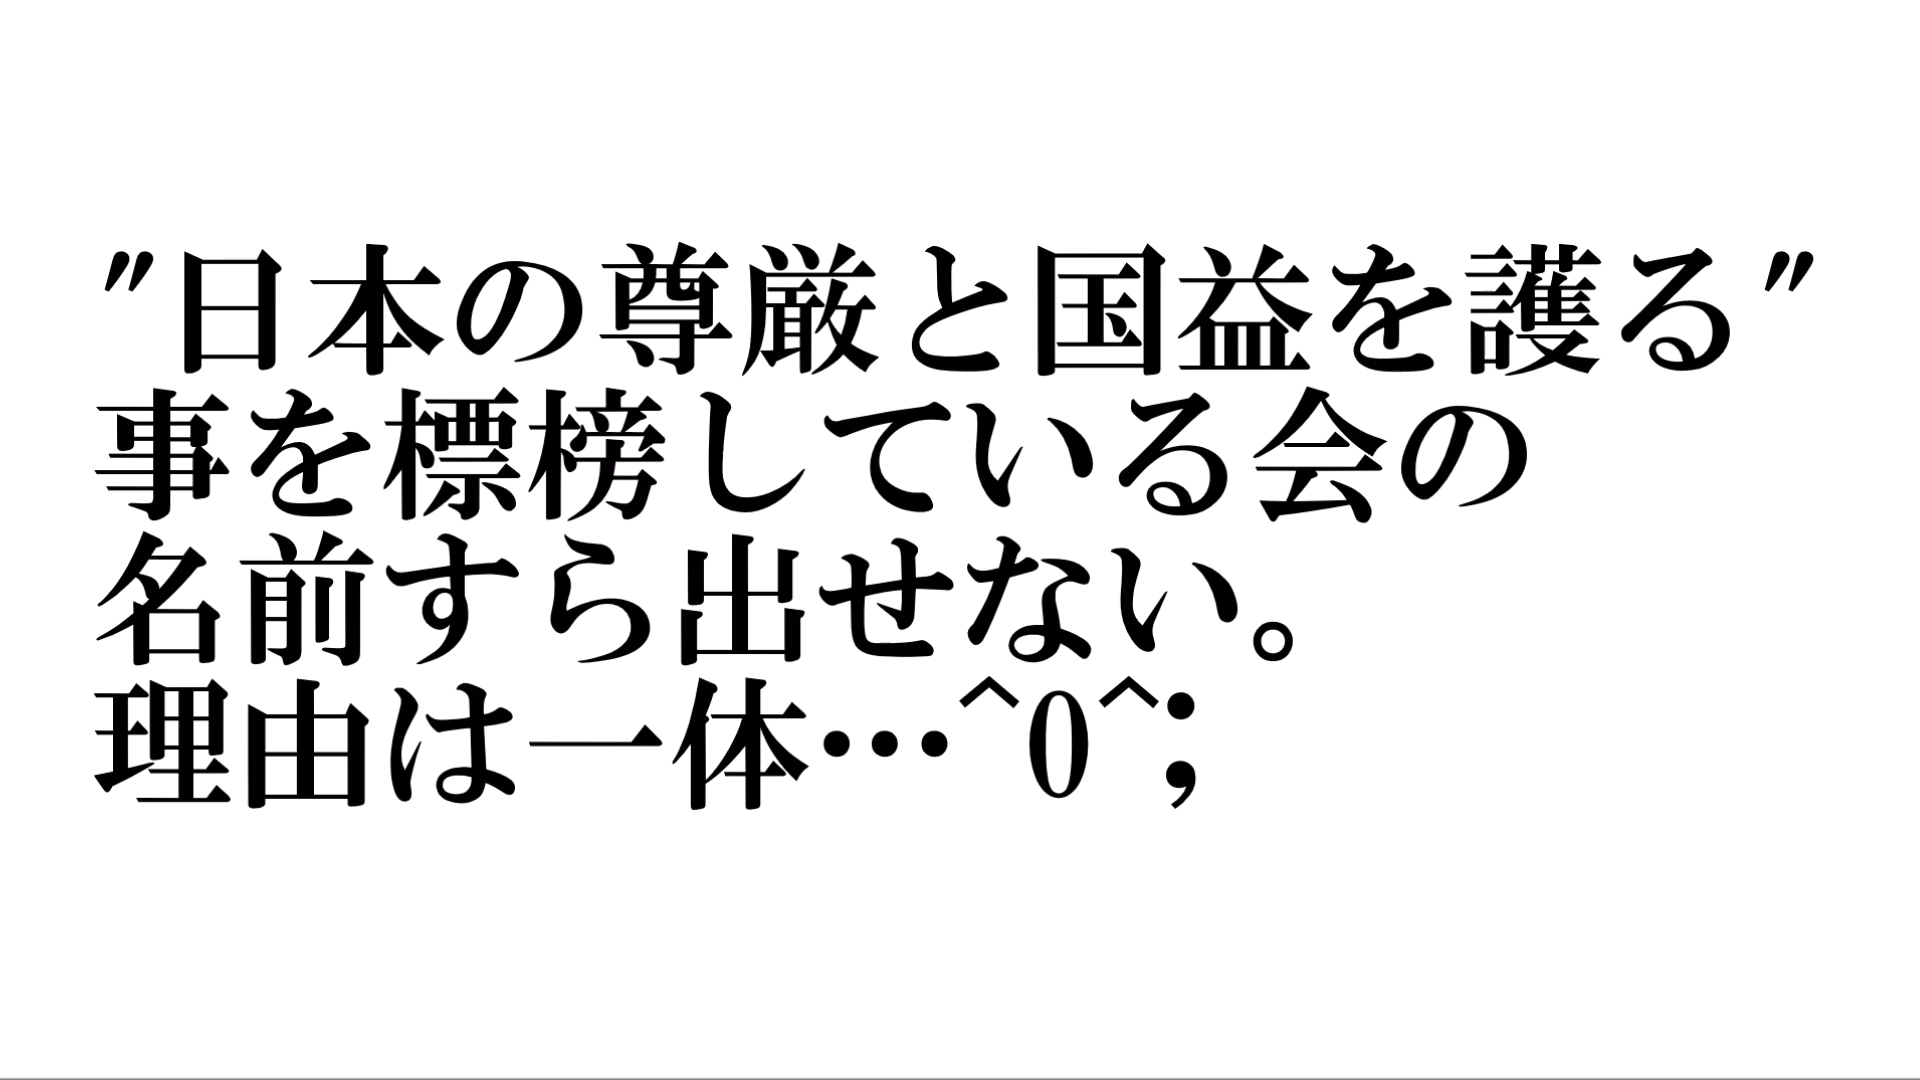 "日本の尊厳と国益を護る"
事を標榜している会の
名前すら出せない。
理由は一体…^0^;